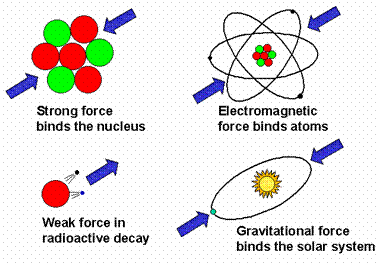 Strong force
binds the nucleus
Electromagnetic
force binds atoms
Weak force in
radioactive decay
Gravitational force
binds the solar system